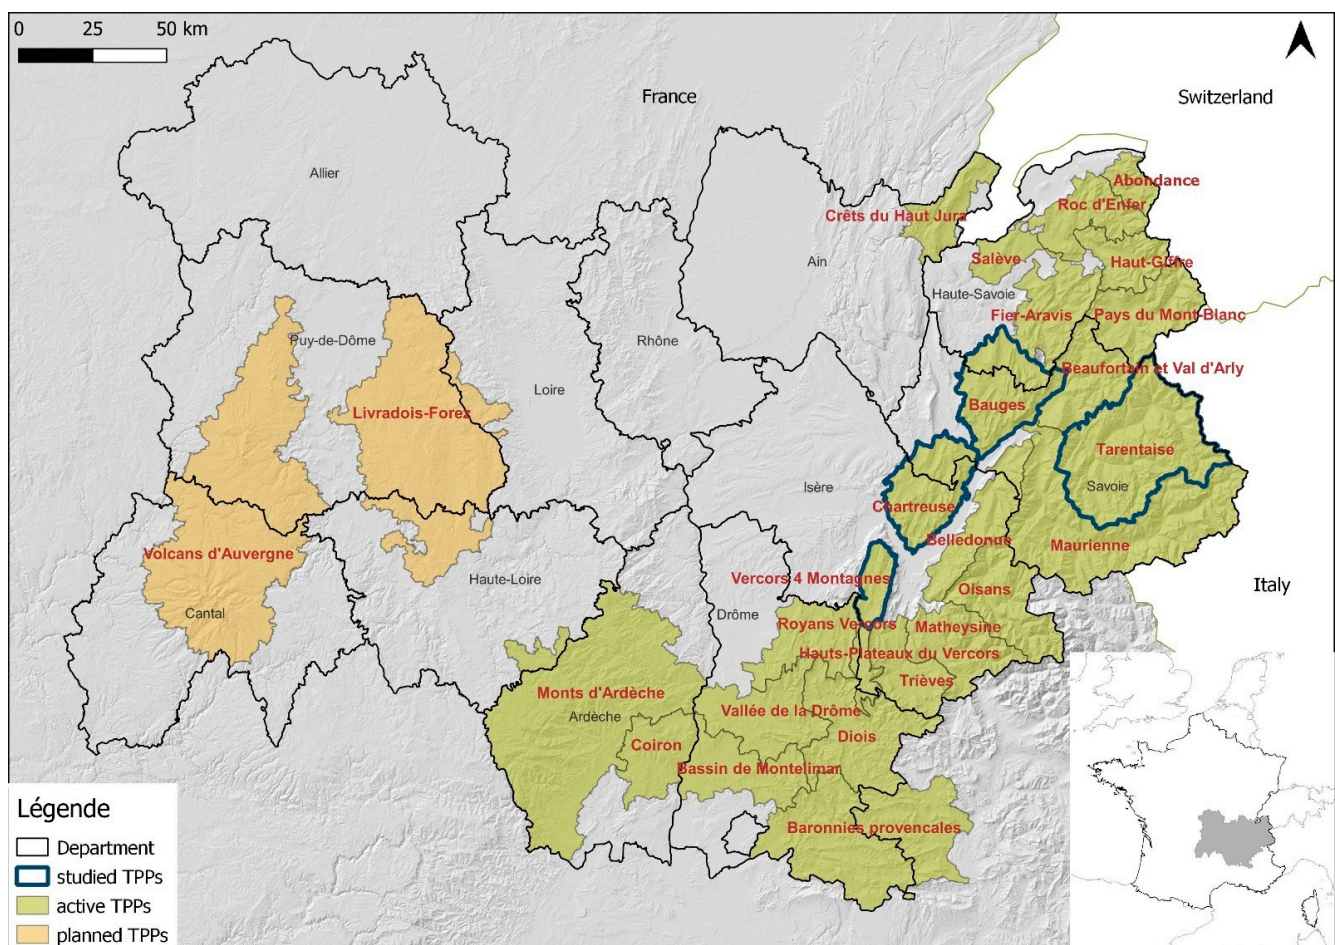 0 25 50 km
France
Switzerland
Allier
Abondance
Roc d'Enfer
Crêts du Haut Jura
Salève
Haut-Giffre
Ain
Haute-Savoie
Fier-Aravis
Pays du Mont-Blanc
Puy-de-Dôme
Rhône
Beaufortain et Val d'Arly
Loire
Bauges
Livradois-Forez
Tarentaise
Isère
Savoie
Chartreuse
Belledonne
Maurienne
Volcans d'Auvergne
Haute-Loire
Vercors 4 Montagnes
Oisans
Italy
Cantal
Drôme
Royans Vercors
Matheysine
Hauts-Plateaux du Vercors
Trièves
Monts d'Ardèche
Ardèche
Vallée de la Drôme
Diois
Coiron
Bassin de Montelimar
Baronnies provencales
Légende
Department
studied TPPs
active TPPs
planned TPPs